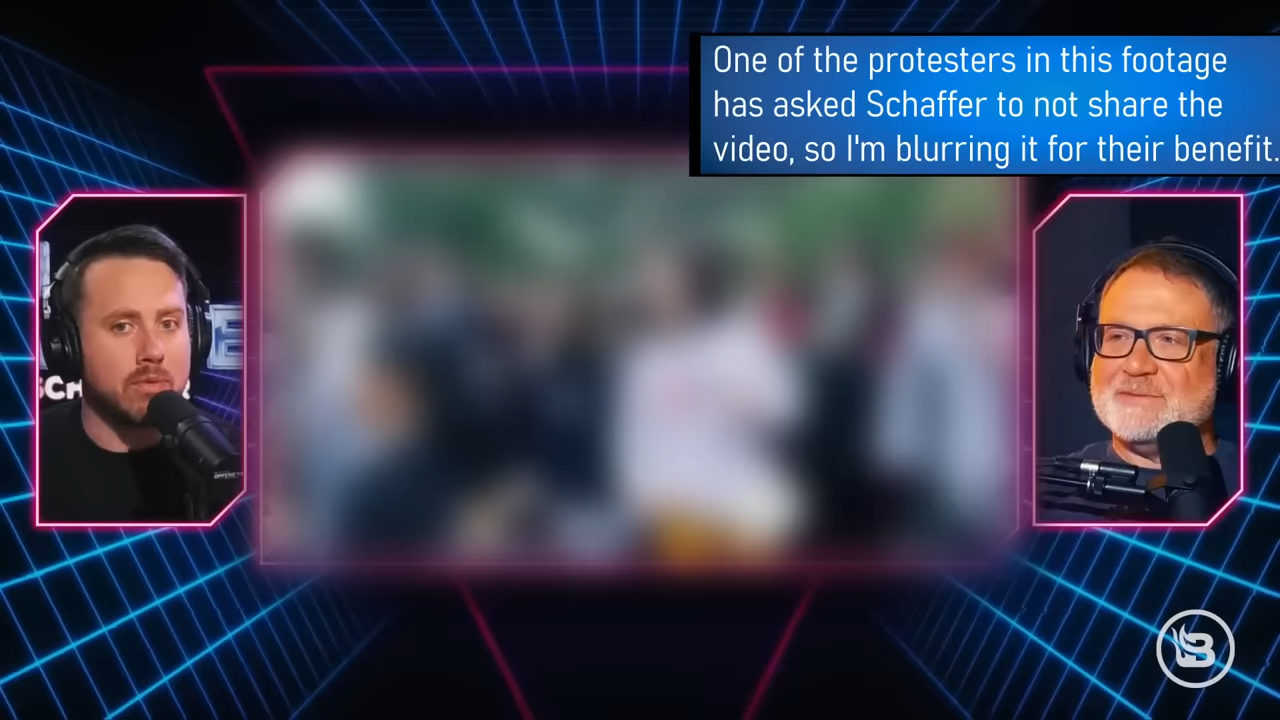 One of the protesters in this footage
has asked Schaffer to not share the
video, so I'm blurring it for their benefit.
SCH
E
B